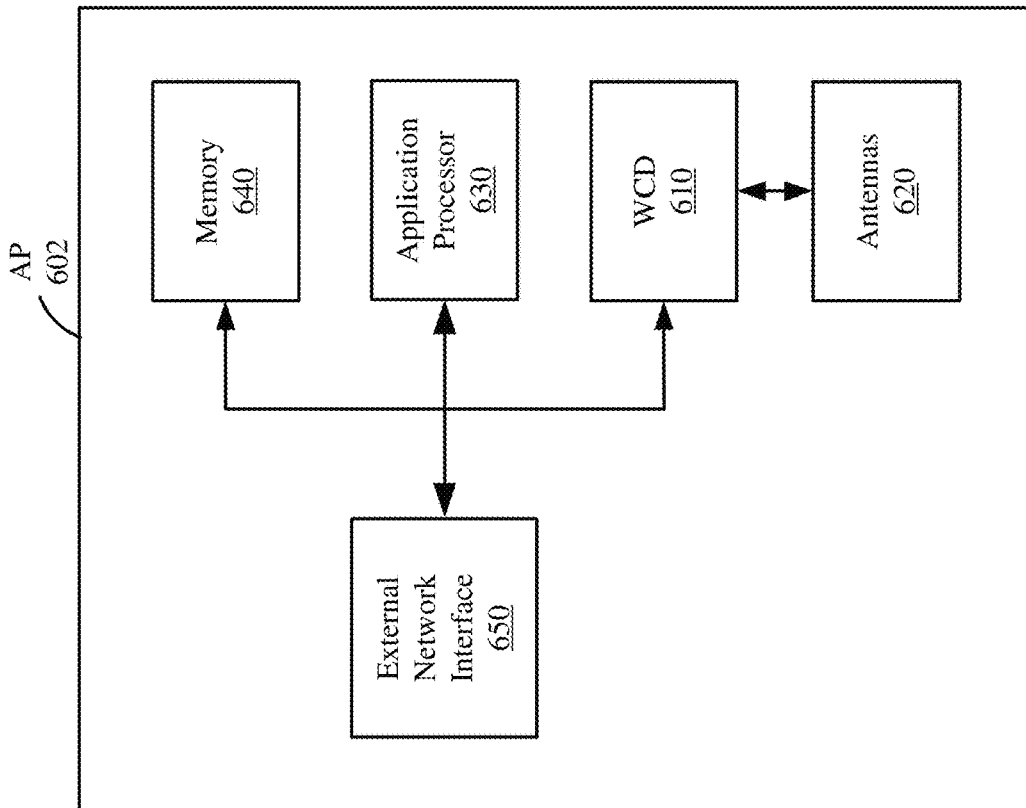 AP
602
Memory
640
Application
Processor
630
WCD
610
Antennas
620
External
Network
Interface
650